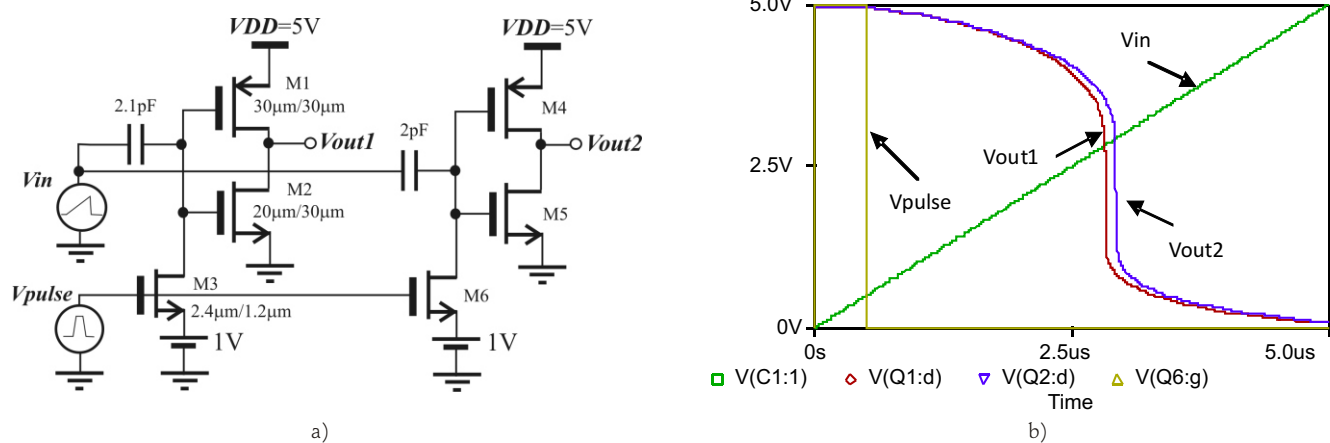 VDD=5V
VDD=5V
M1
30μm/30μm
2.1pF
M4
Vout1
2pF
Vout2
Vin
M2
20μm/30μm
M5
M3
2.4μm/1.2μm
Vpulse
M6
1V
1V
a)
5.0V
Vin
Vout1
2.5V
Vpulse
Vout2
0V
0s
2.5us
5.0us
V(C1:1) V(Q1:d) V(Q2:d) V(Q6:g)
Time
b)